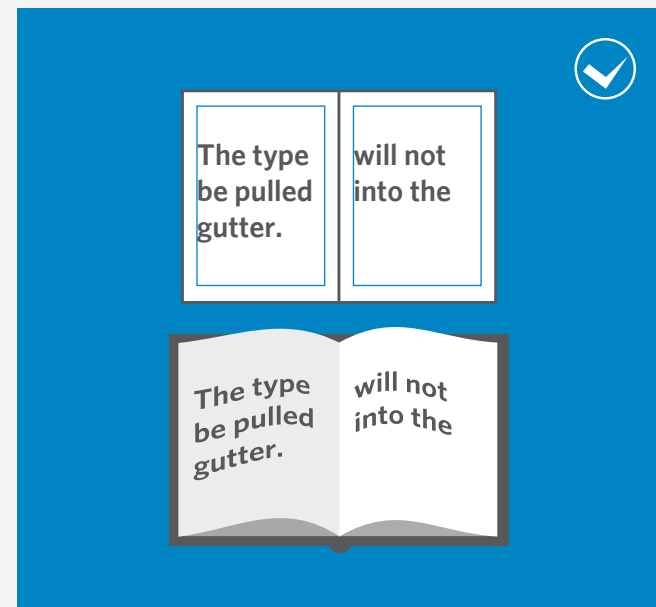 The type will not
be pulled into the
gutter.
The type will not
be pulled into the
gutter.